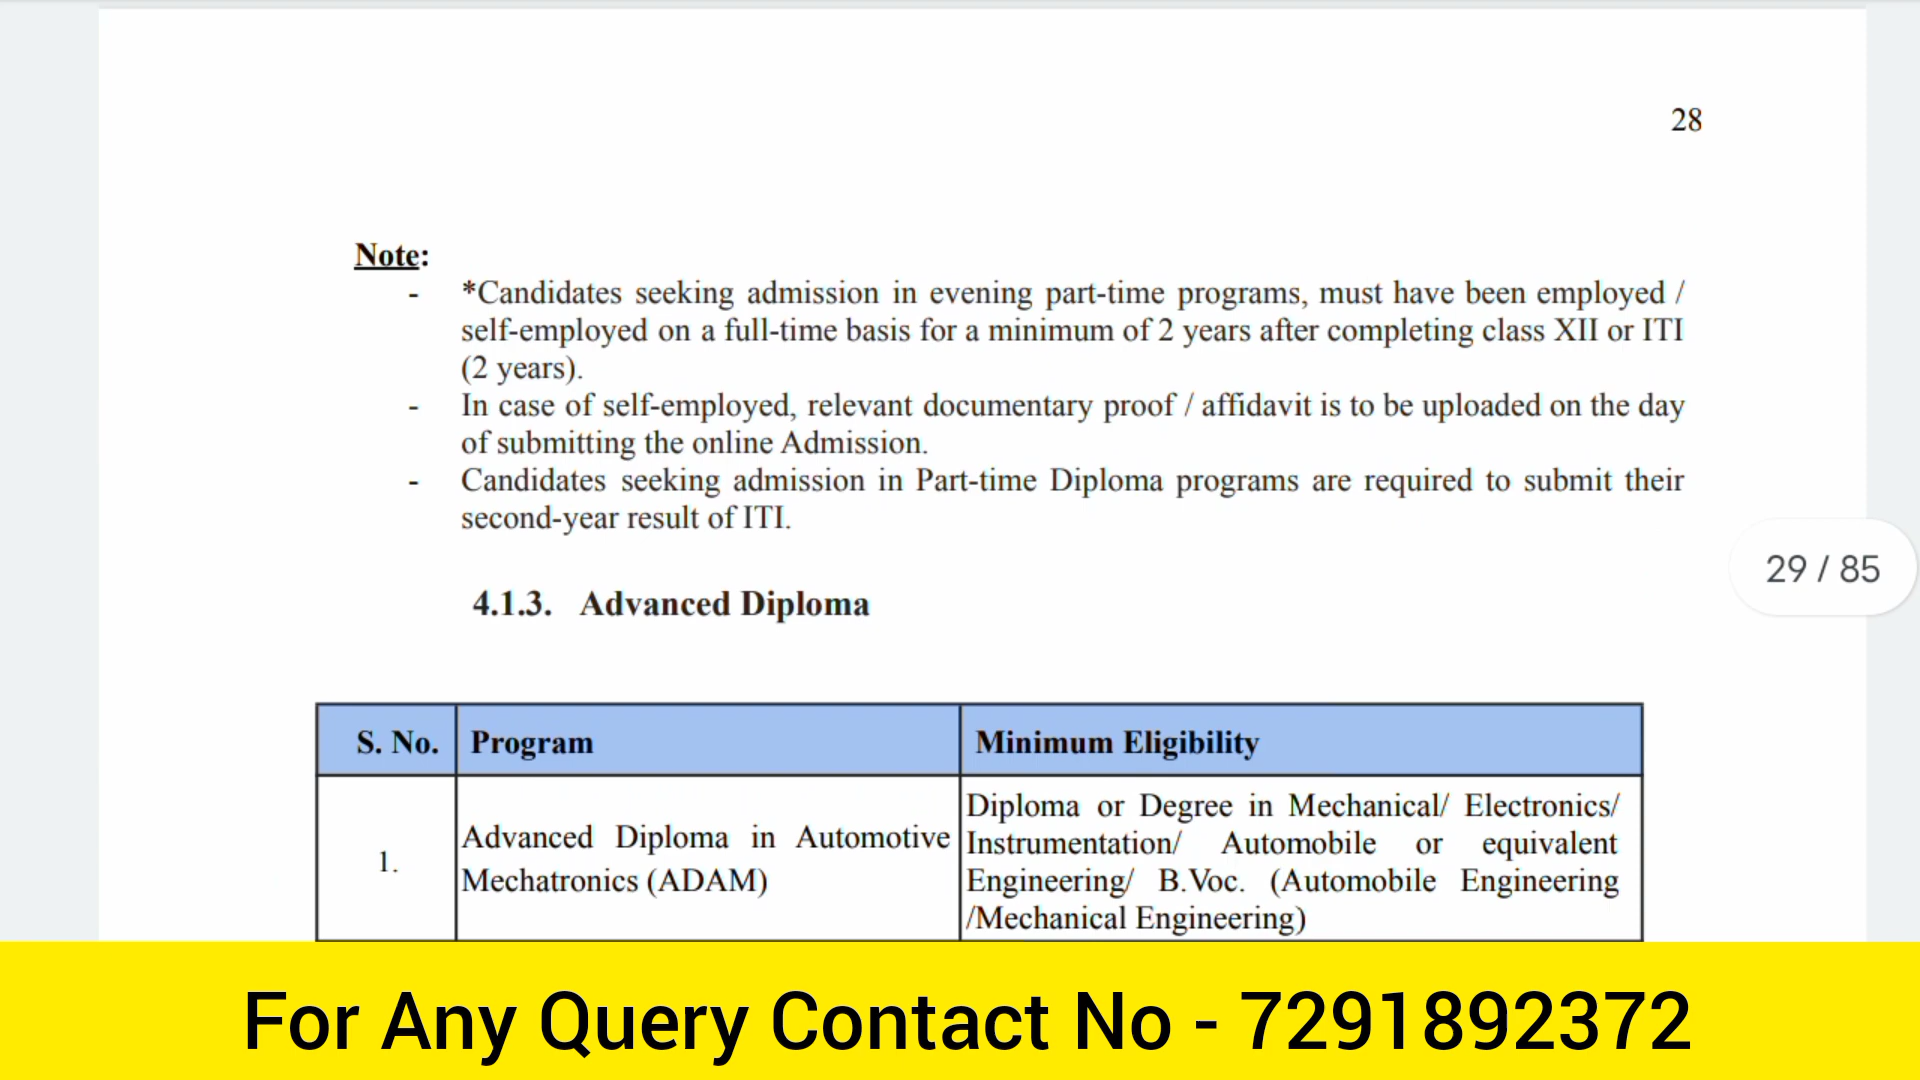 28
Note:
- *Candidates seeking admission in evening part-time programs, must have been employed /
self-employed on a full-time basis for a minimum of 2 years after completing class XII or ITI
(2 years).
- In case of self-employed, relevant documentary proof / affidavit is to be uploaded on the day
of submitting the online Admission.
- Candidates seeking admission in Part-time Diploma programs are required to submit their
second-year result of ITI.
29 / 85
4.1.3. Advanced Diploma
S. No. Program Minimum Eligibility
1.
Advanced Diploma in Automotive
Mechatronics (ADAM)
Diploma or Degree in Mechanical/ Electronics/
Instrumentation/ Automobile or equivalent
Engineering/ B.Voc. (Automobile Engineering
/Mechanical Engineering)
For Any Query Contact No - 7291892372